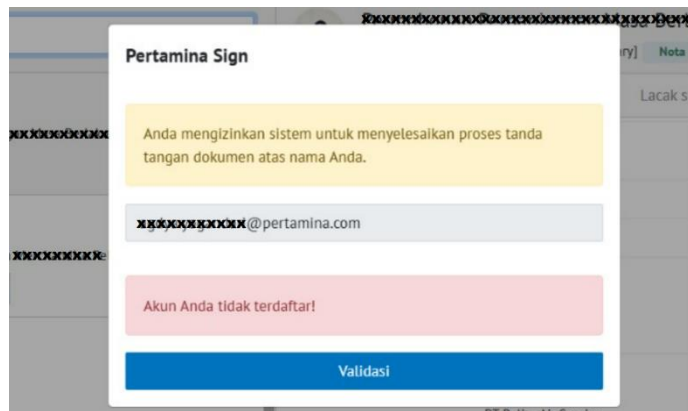 Pertamina Sign
ry] Nota
Lacak s
Anda mengizinkan sistem untuk menyelesaikan proses tanda
tangan dokumen atas nama Anda.
@pertamina.com
Akun Anda tidak terdaftar!
Validasi